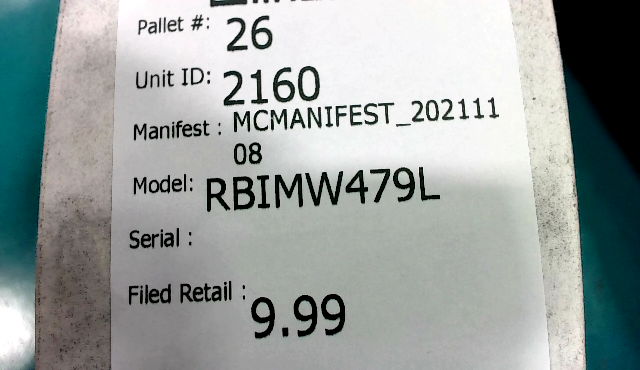 Pallet #: 26
Unit ID: 2160
Manifest : MCMANIFEST_202111
08
Model: RBIMW479L
Serial :
Filed Retail : 9.99